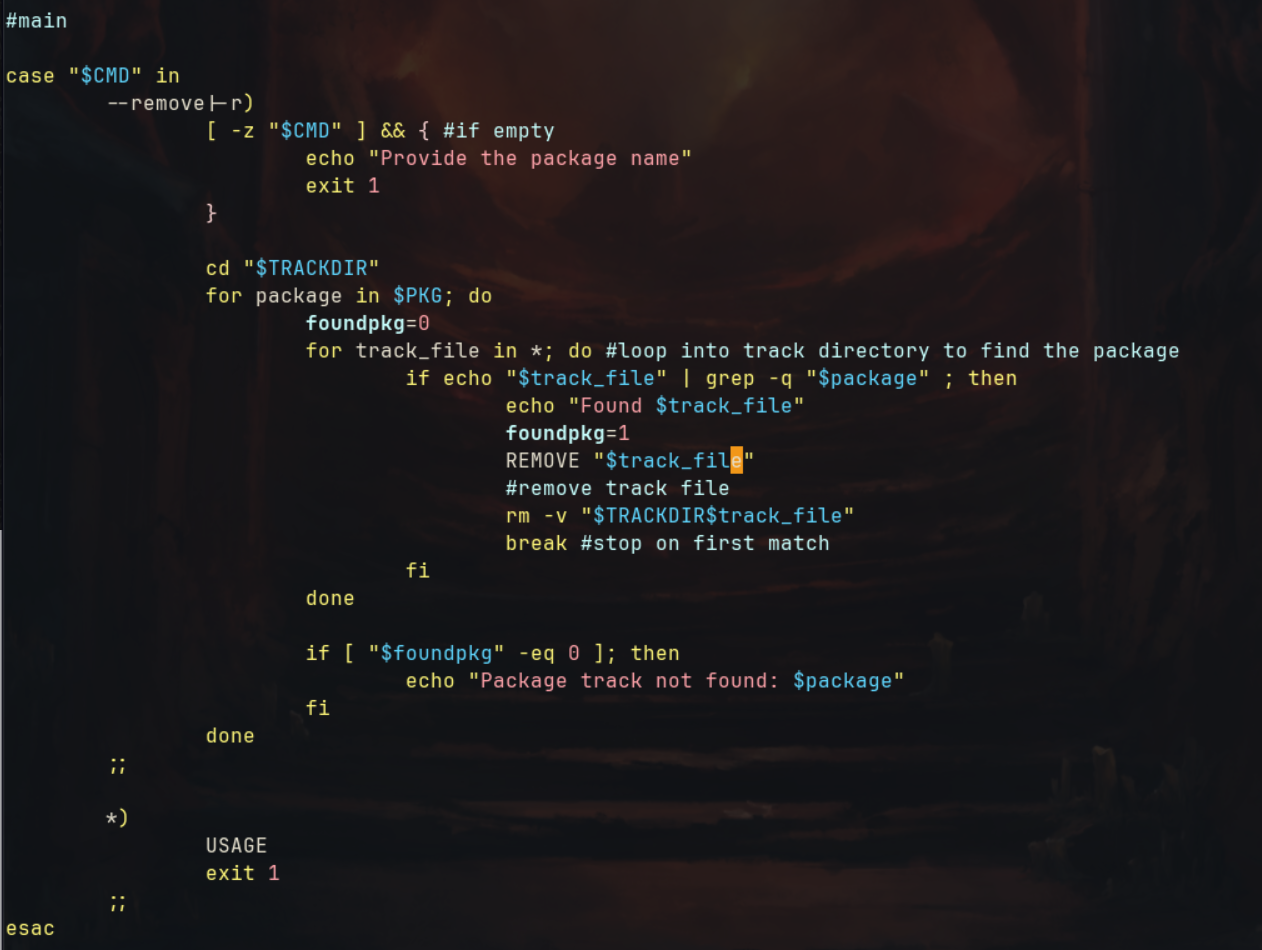 #main
case "$CMD" in
--remove|-r)
[ -z "$CMD" ] && { #if empty
echo "Provide the package name"
exit 1
}
cd "$TRACKDIR"
for package in $PKG; do
foundpkg=0
for track_file in *; do #loop into track directory to find the package
if echo "$track_file" | grep -q "$package" ; then
echo "Found $track_file"
foundpkg=1
REMOVE "$track_file"
#remove track file
rm -v "$TRACKDIR$track_file"
break #stop on first match
fi
done
if [ "$foundpkg" -eq 0 ]; then
echo "Package track not found: $package"
fi
done
;;
*)
USAGE
exit 1
;;
esac